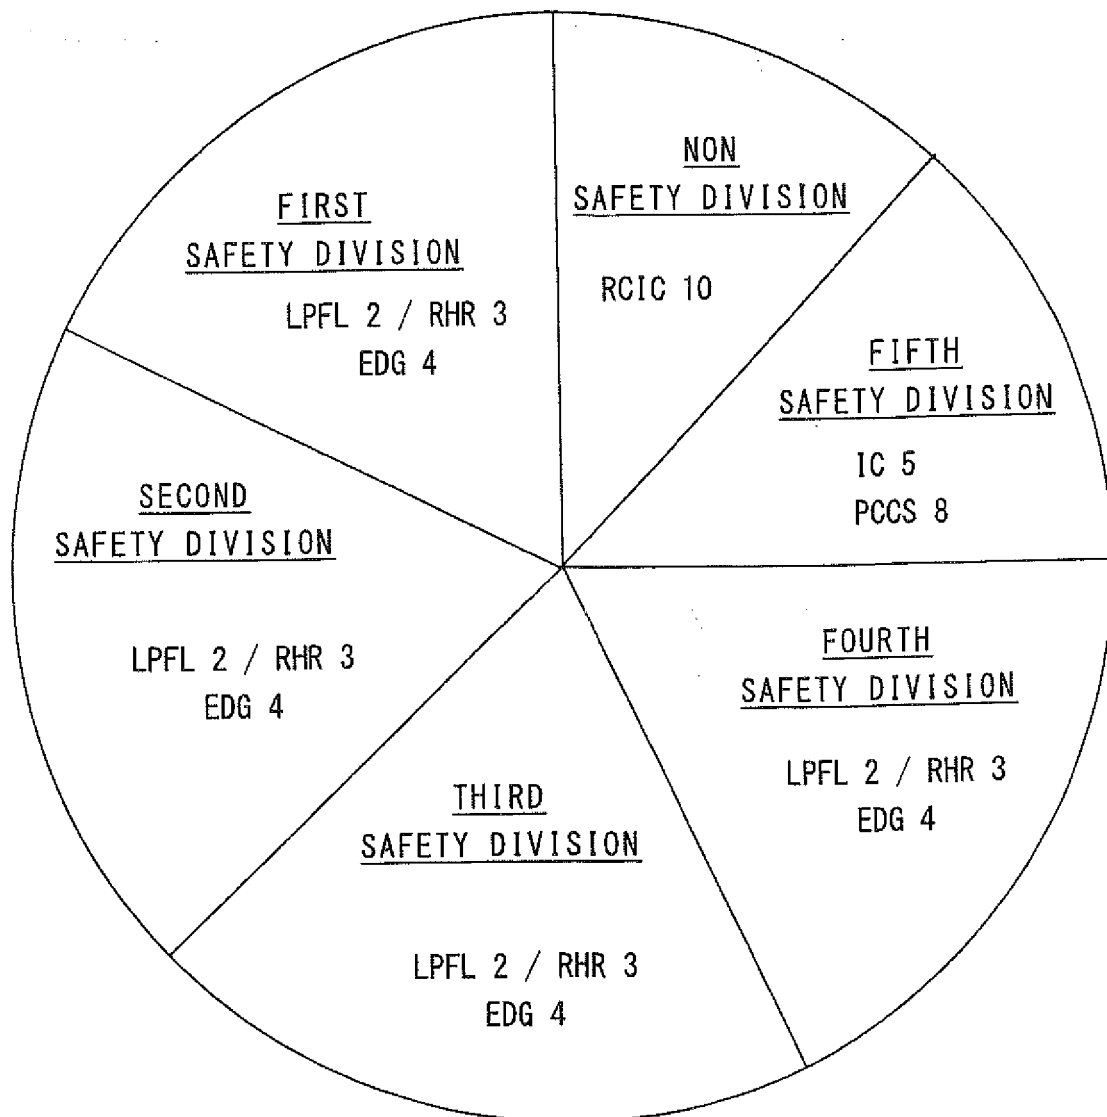 NON
SAFETY DIVISION
RCIC 10
FIRST
SAFETY DIVISION
LPFL 2 / RHR 3
EDG 4
FIFTH
SAFETY DIVISION
IC 5
PCCS 8
SECOND
SAFETY DIVISION
LPFL 2 / RHR 3
EDG 4
FOURTH
SAFETY DIVISION
LPFL 2 / RHR 3
EDG 4
THIRD
SAFETY DIVISION
LPFL 2 / RHR 3
EDG 4